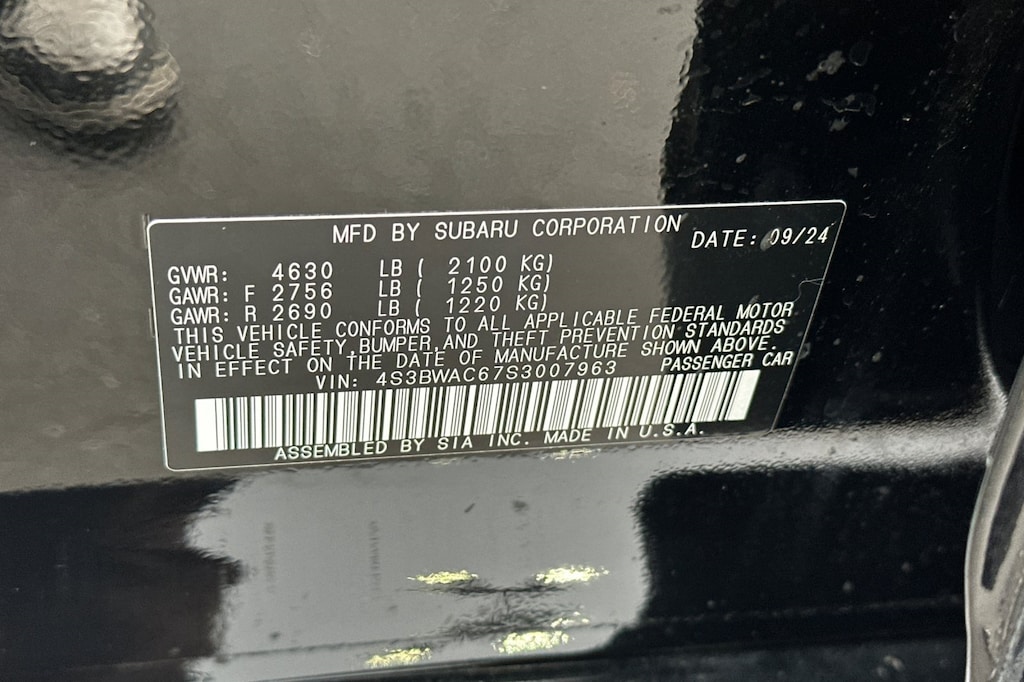 MFD BY SUBARU CORPORATION DATE: 09/24
GVWR: 4630 LB ( 2100 KG)
GAWR: F 2756 LB ( 1250 KG)
GAWR: R 2690 LB ( 1220 KG)
THIS VEHICLE CONFORMS TO ALL APPLICABLE FEDERAL MOTOR
VEHICLE SAFETY,BUMPER,AND THEFT PREVENTION STANDARDS
IN EFFECT ON THE DATE OF MANUFACTURE SHOWN ABOVE.
VIN: 4S3BWAC67S3007963 PASSENGER CAR
ASSEMBLED BY SIA INC. MADE IN U.S.A.